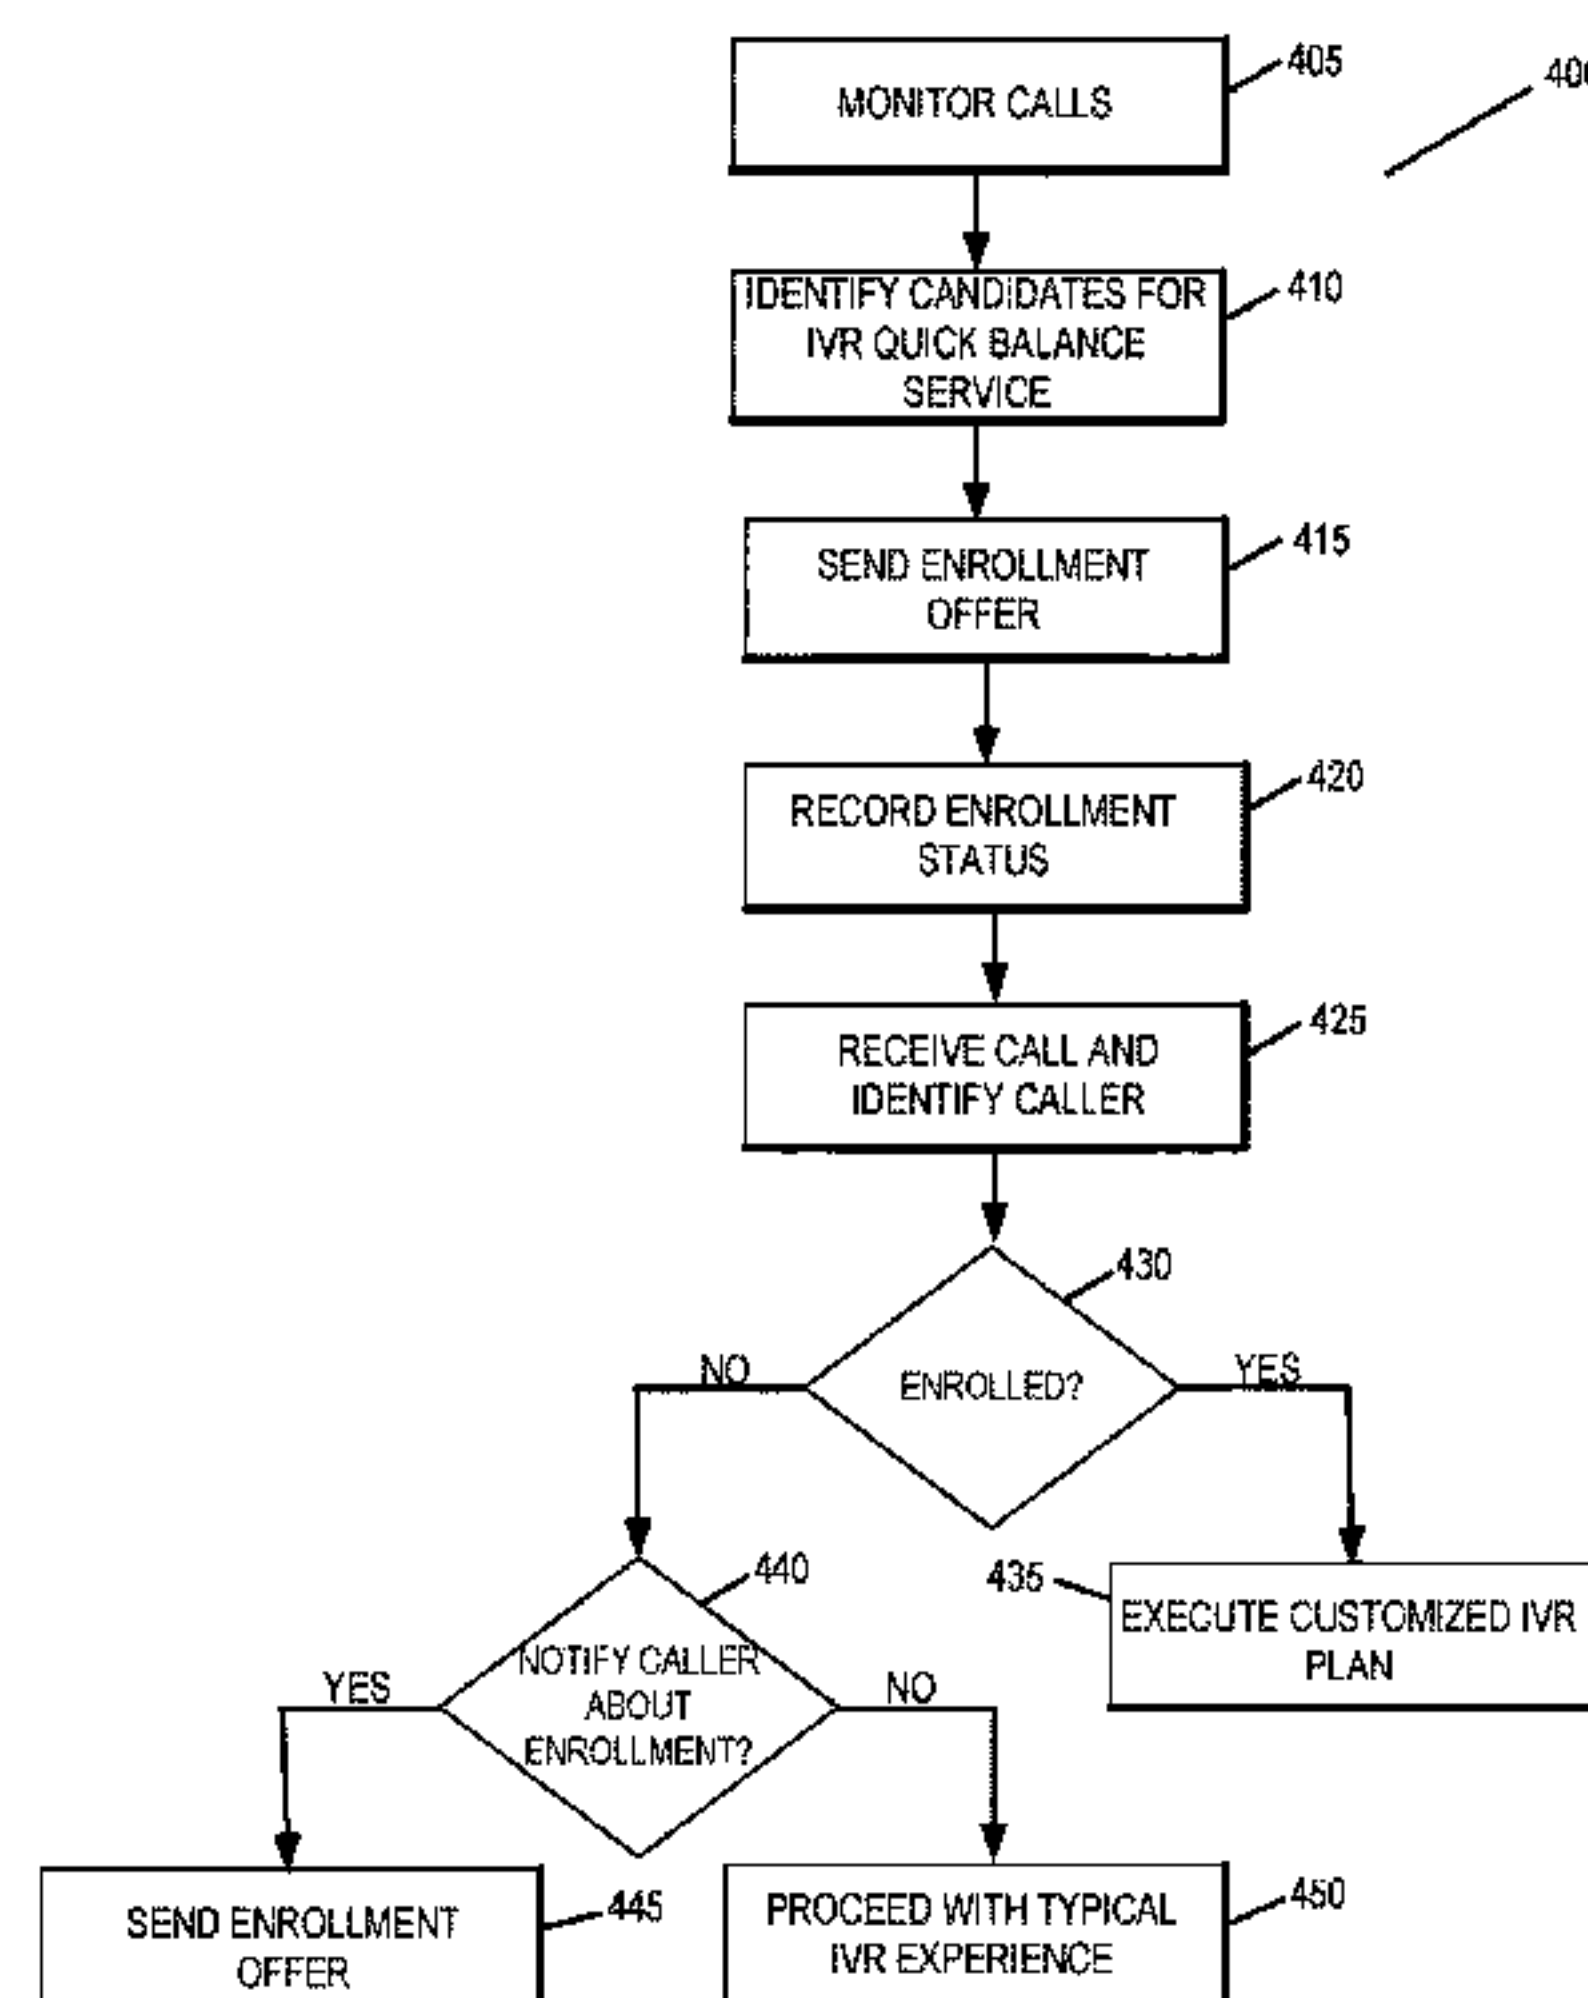 405
400
MONITOR CALLS
410
IDENTIFY CANDIDATES FOR
IVR QUICK BALANCE
SERVICE
415
SEND ENROLLMENT
OFFER
420
RECORD ENROLLMENT
STATUS
425
RECEIVE CALL AND
IDENTIFY CALLER
430
NO
ENROLLED?
YES
440
435
EXECUTE CUSTOMIZED IVR
PLAN
NOTIFY CALLER
ABOUT
ENROLLMENT?
YES
NO
445
SEND ENROLLMENT
OFFER
450
PROCEED WITH TYPICAL
IVR EXPERIENCE